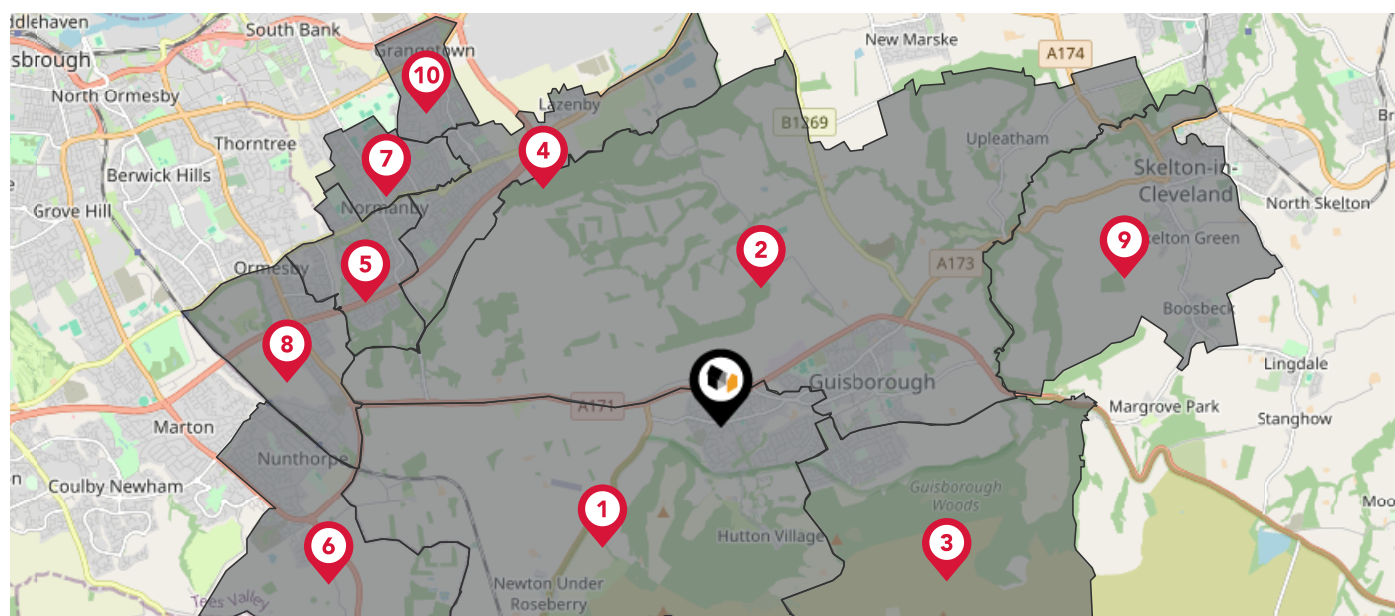 ddlehaven
South Bank
New Marske
A174
sbrough
Grangetown
10
North Ormesby
Lazenby
B1269
Br
Thorntree
7
4
Upleatham
Berwick Hills
Skelton-in-
Cleveland
Grove Hill
Normanby
North Skelton
2
9
kelton Green
Ormesby
5
A173
Boosbeck
8
Lingdale
Guisborough
A171
Margrove Park
Marton
Stanghow
Nunthorpe
n
Coulby Newham
Guisborough
Woods
Moo
1
Hutton Village
6
3
Newton Under
Roseberry
Tees Valley